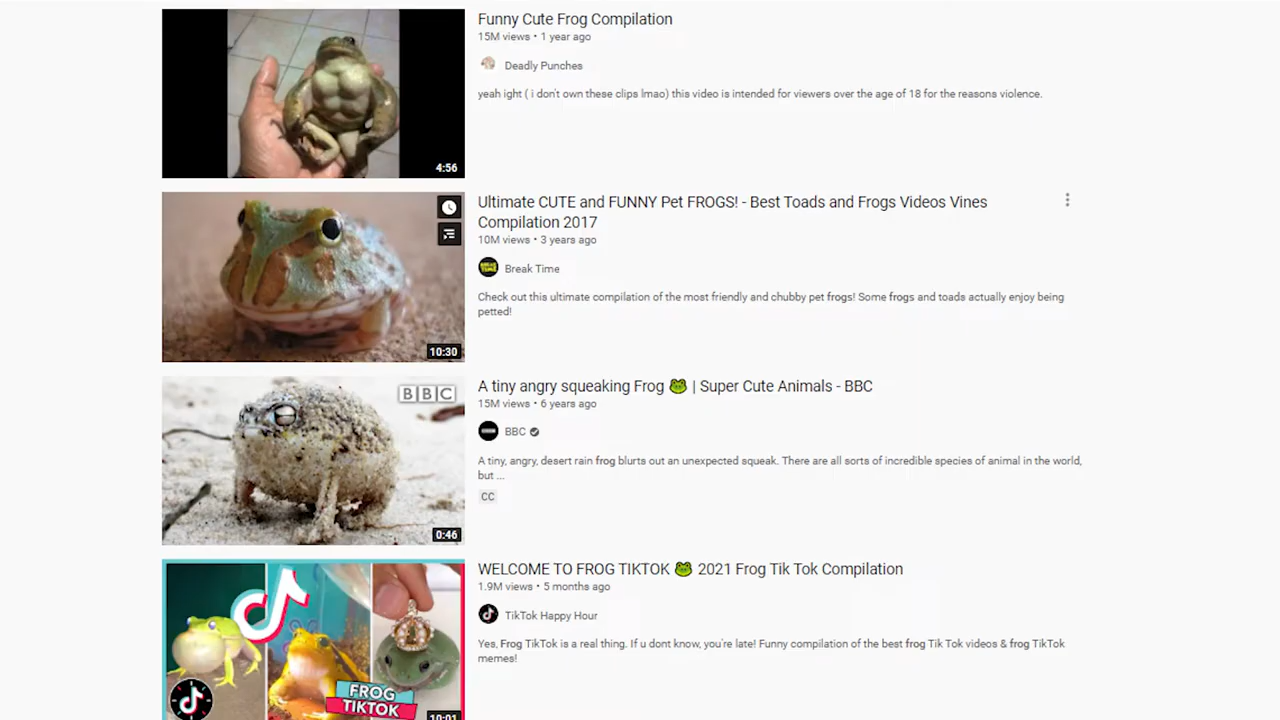 Funny Cute Frog Compilation
15M views • 1 year ago
Deadly Punches
yeah ight ( i don't own these clips lmao) this video is intended for viewers over the age of 18 for the reasons violence.
4:56
Ultimate CUTE and FUNNY Pet FROGS! - Best Toads and Frogs Videos Vines
Compilation 2017
10M views • 3 years ago
BREAK TIME
Break Time
Check out this ultimate compilation of the most friendly and chubby pet frogs! Some frogs and toads actually enjoy being
petted!
10:30
BBC
A tiny angry squeaking Frog 🐸 | Super Cute Animals - BBC
15M views • 6 years ago
BBC
A tiny, angry, desert rain frog blurts out an unexpected squeak. There are all sorts of incredible species of animal in the world,
but ...
CC
0:46
WELCOME TO FROG TIKTOK 🐸 2021 Frog Tik Tok Compilation
1.9M views • 5 months ago
TikTok Happy Hour
Yes, Frog TikTok is a real thing. If u dont know, you're late! Funny compilation of the best frog Tik Tok videos & frog TikTok
memes!
FROG
TIKTOK
10:01